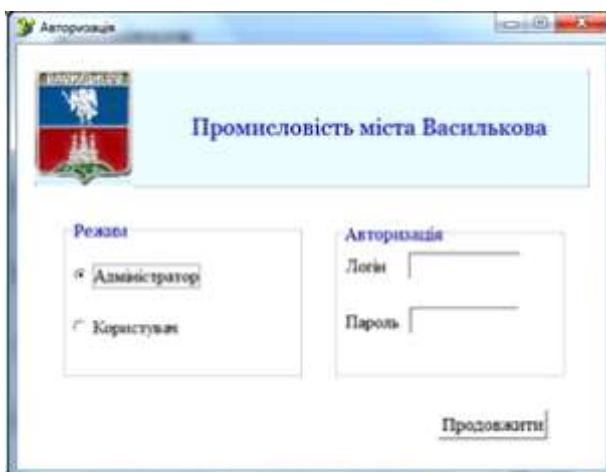 Авторизація
Промисловість міста Василькова
Режим
Адміністратор
Користувач
Авторизація
Логін
Пароль
Продовжити